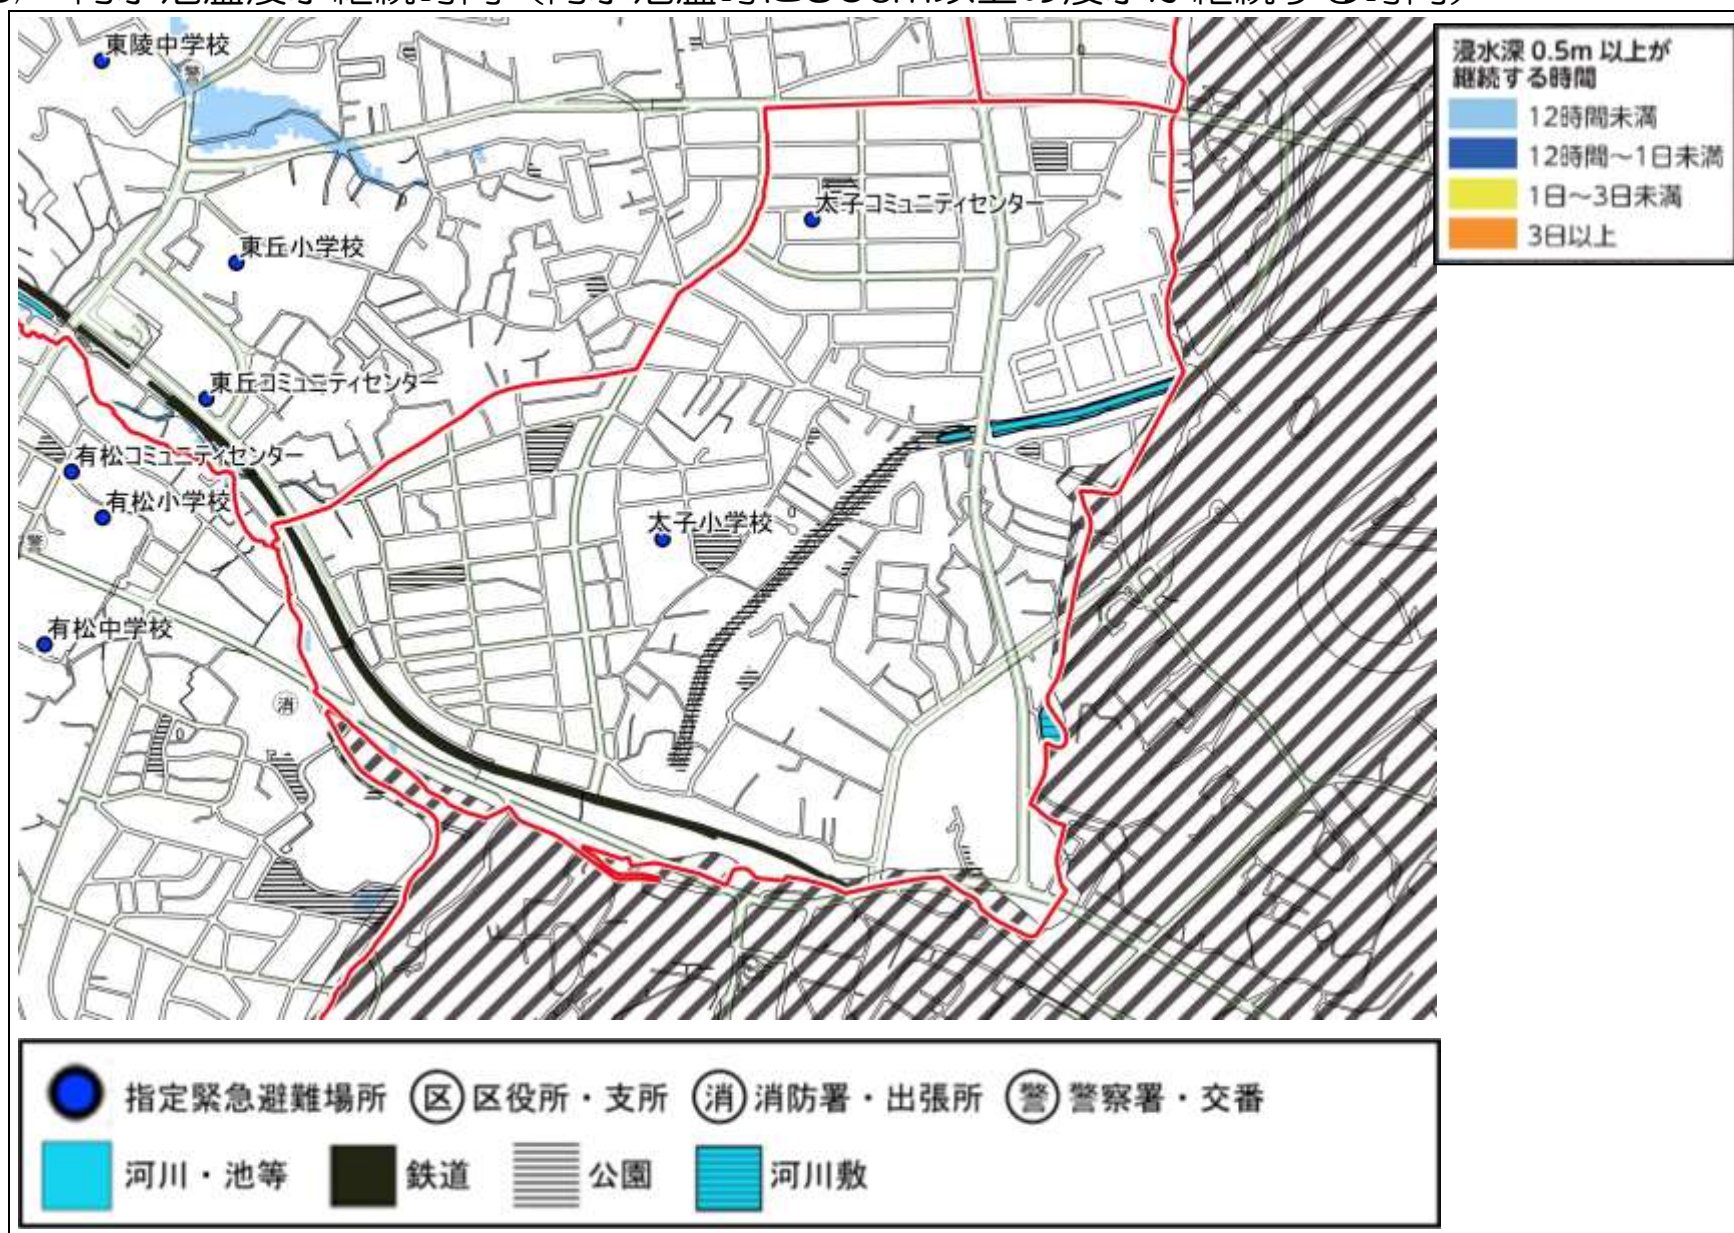 東陵中学校
警
太子コミュニティセンター
東丘小学校
東丘コミュニティセンター
有松コミュニティセンター
有松小学校
太子小学校
警
有松中学校
消
浸水深 0.5m 以上が
継続する時間
12時間未満
12時間~1日未満
1日~3日未満
3日以上
指定緊急避難場所 区 区役所・支所 消 消防署・出張所 警 警察署・交番
河川・池等 鉄道 公園 河川敷